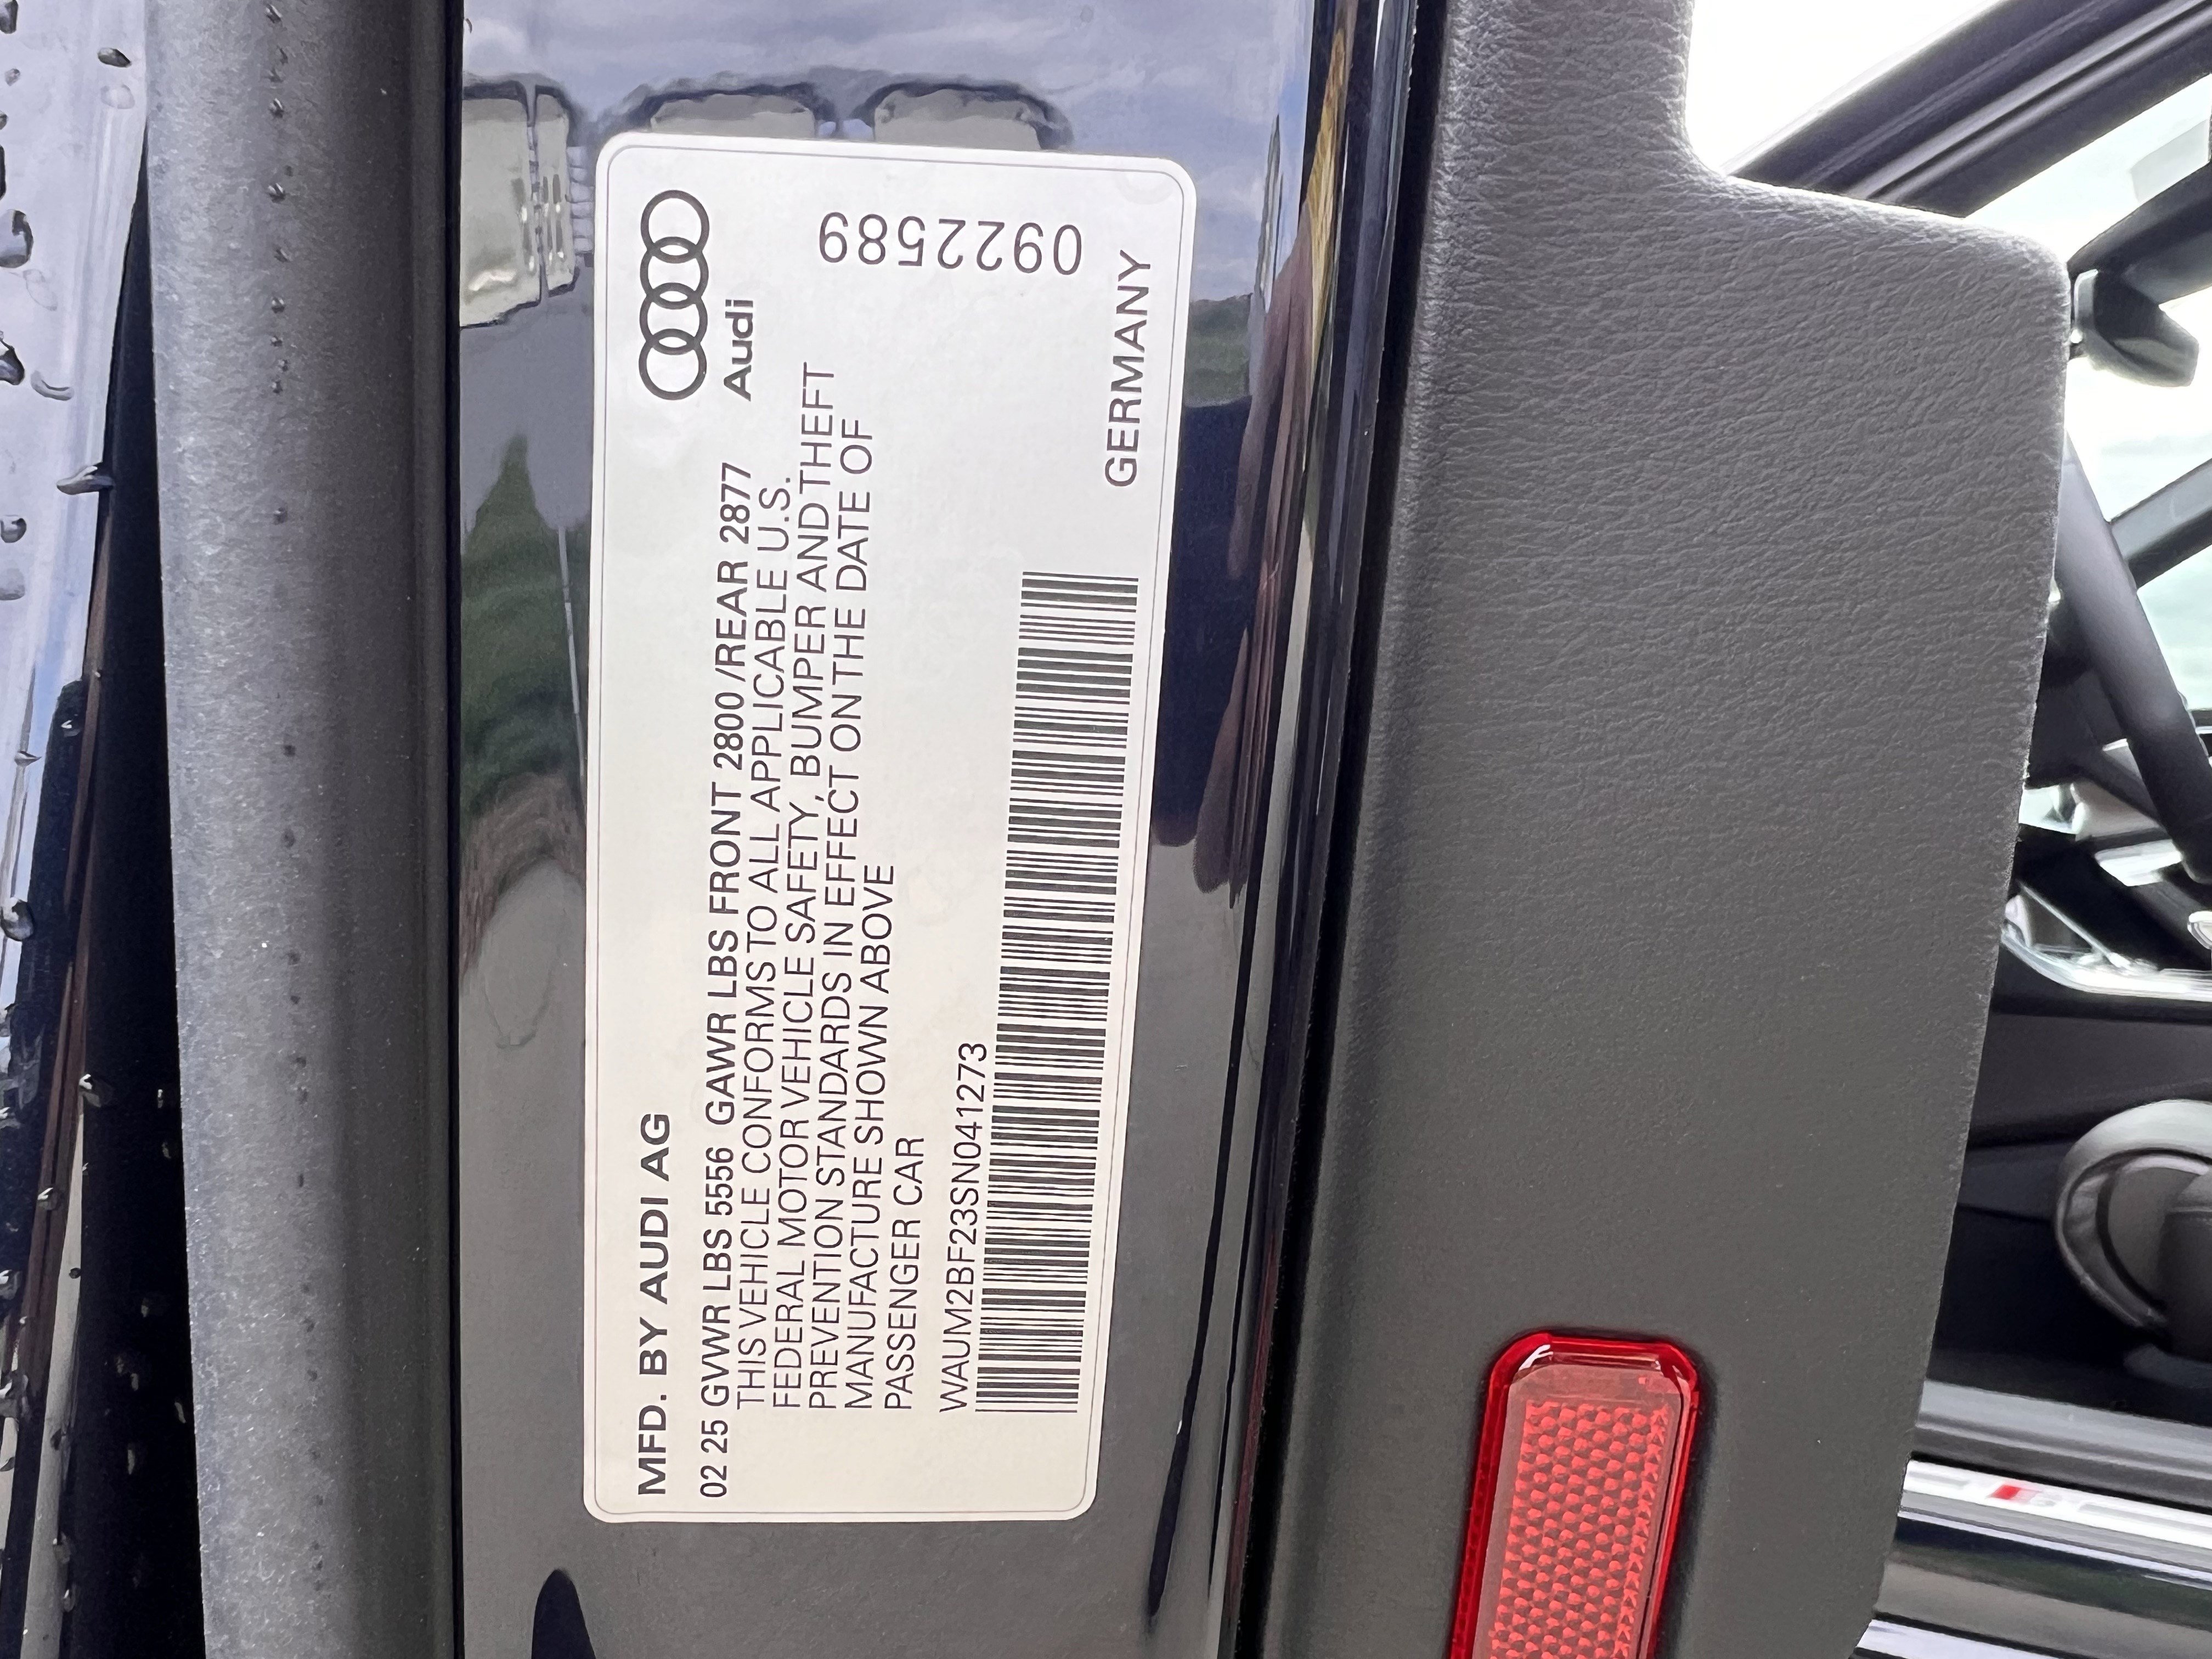 MFD. BY AUDI AG
Audi
02 25 GVWR LBS 5556 GAWR LBS FRONT 2800 /REAR 2877
THIS VEHICLE CONFORMS TO ALL APPLICABLE U.S.
FEDERAL MOTOR VEHICLE SAFETY, BUMPER AND THEFT
PREVENTION STANDARDS IN EFFECT ON THE DATE OF
MANUFACTURE SHOWN ABOVE
PASSENGER CAR
0922589
WAUM2BF23SN041273
GERMANY